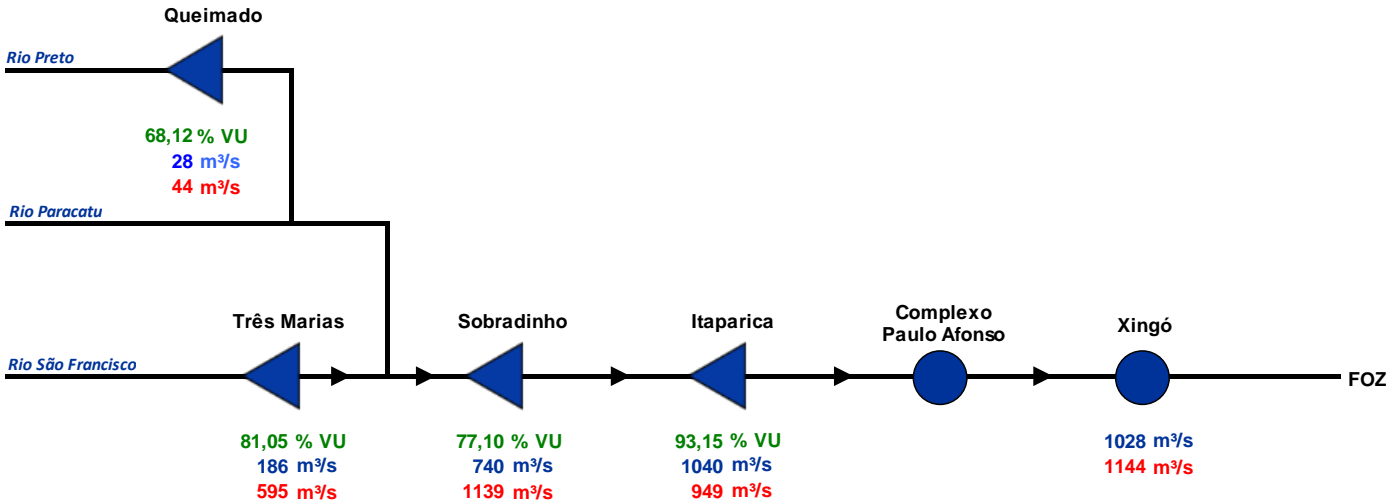 Queimado
Rio Preto
68,12 % VU
28 m³/s
44 m³/s
Rio Paracatu
Três Marias
Sobradinho
Itaparica
Complexo
Paulo Afonso
Xingó
Rio São Francisco
FOZ
81,05 % VU
186 m³/s
595 m³/s
77,10 % VU
740 m³/s
1139 m³/s
93,15 % VU
1040 m³/s
949 m³/s
1028 m³/s
1144 m³/s